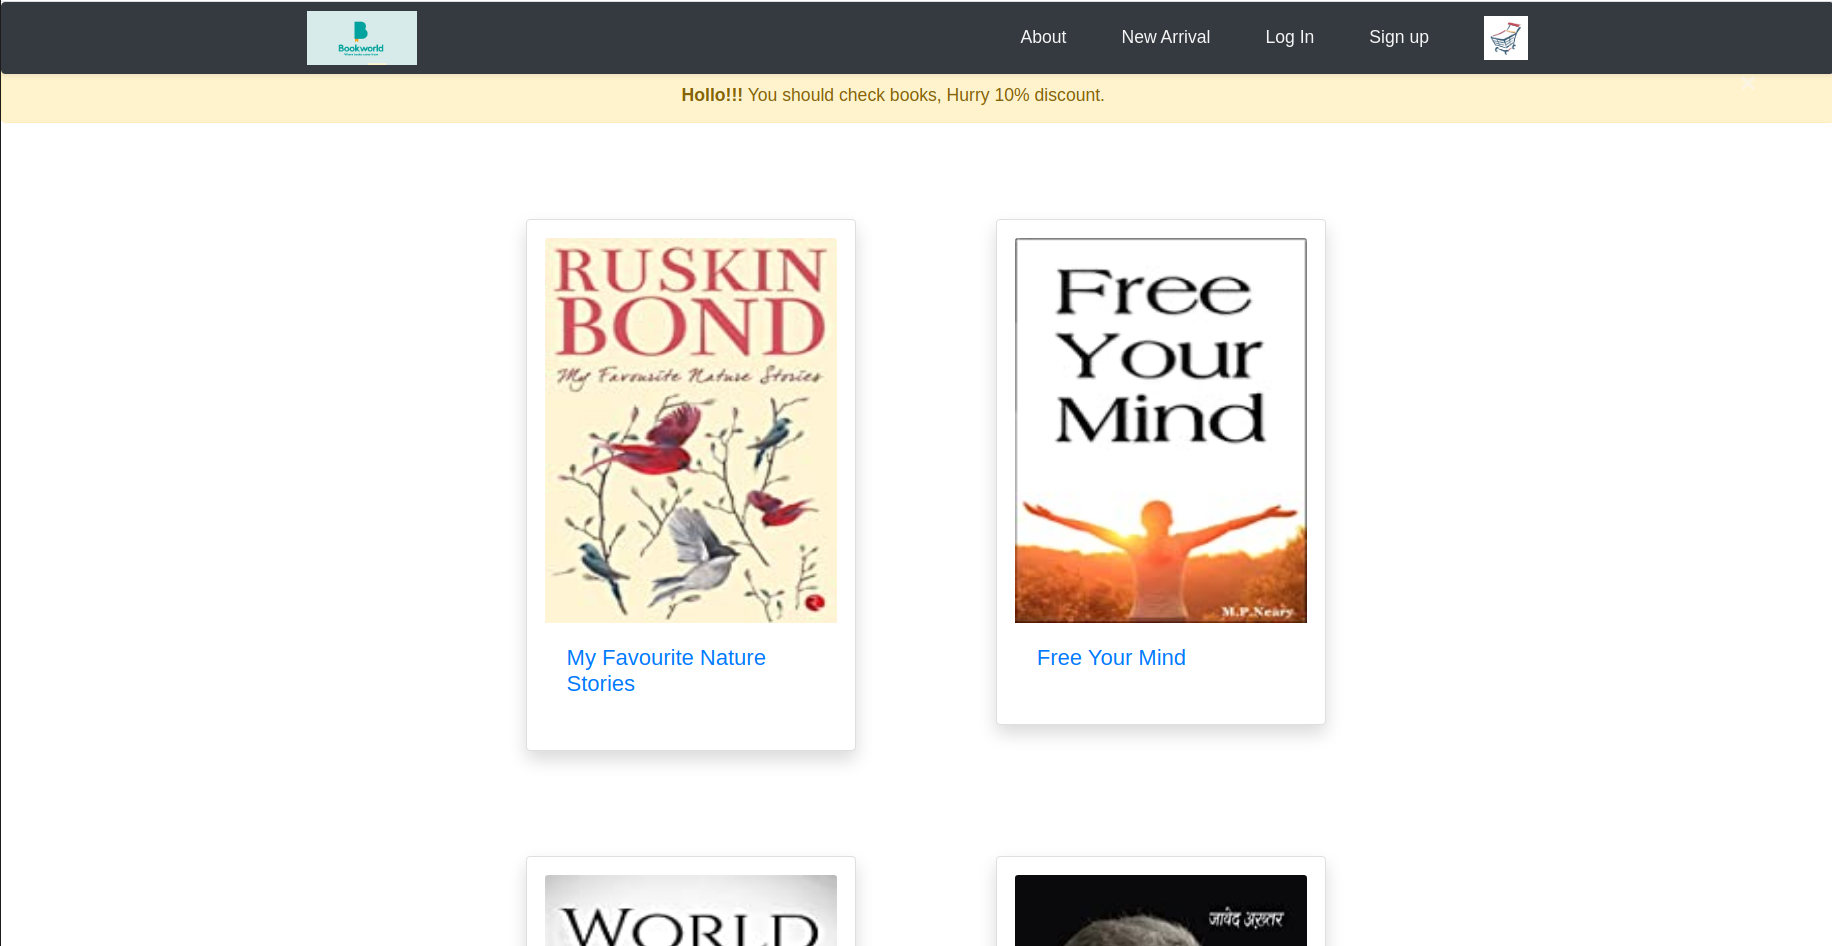 Bookworld
About
New Arrival
Log In
Sign up
Hello!!! You should check books, Hurry 10% discount.
RUSKIN
BOND
My Favourite Nature Stories
My Favourite Nature
Stories
Free
Your
Mind
M.P.Neary
Free Your Mind
WORLD
जावेद अख़्तर